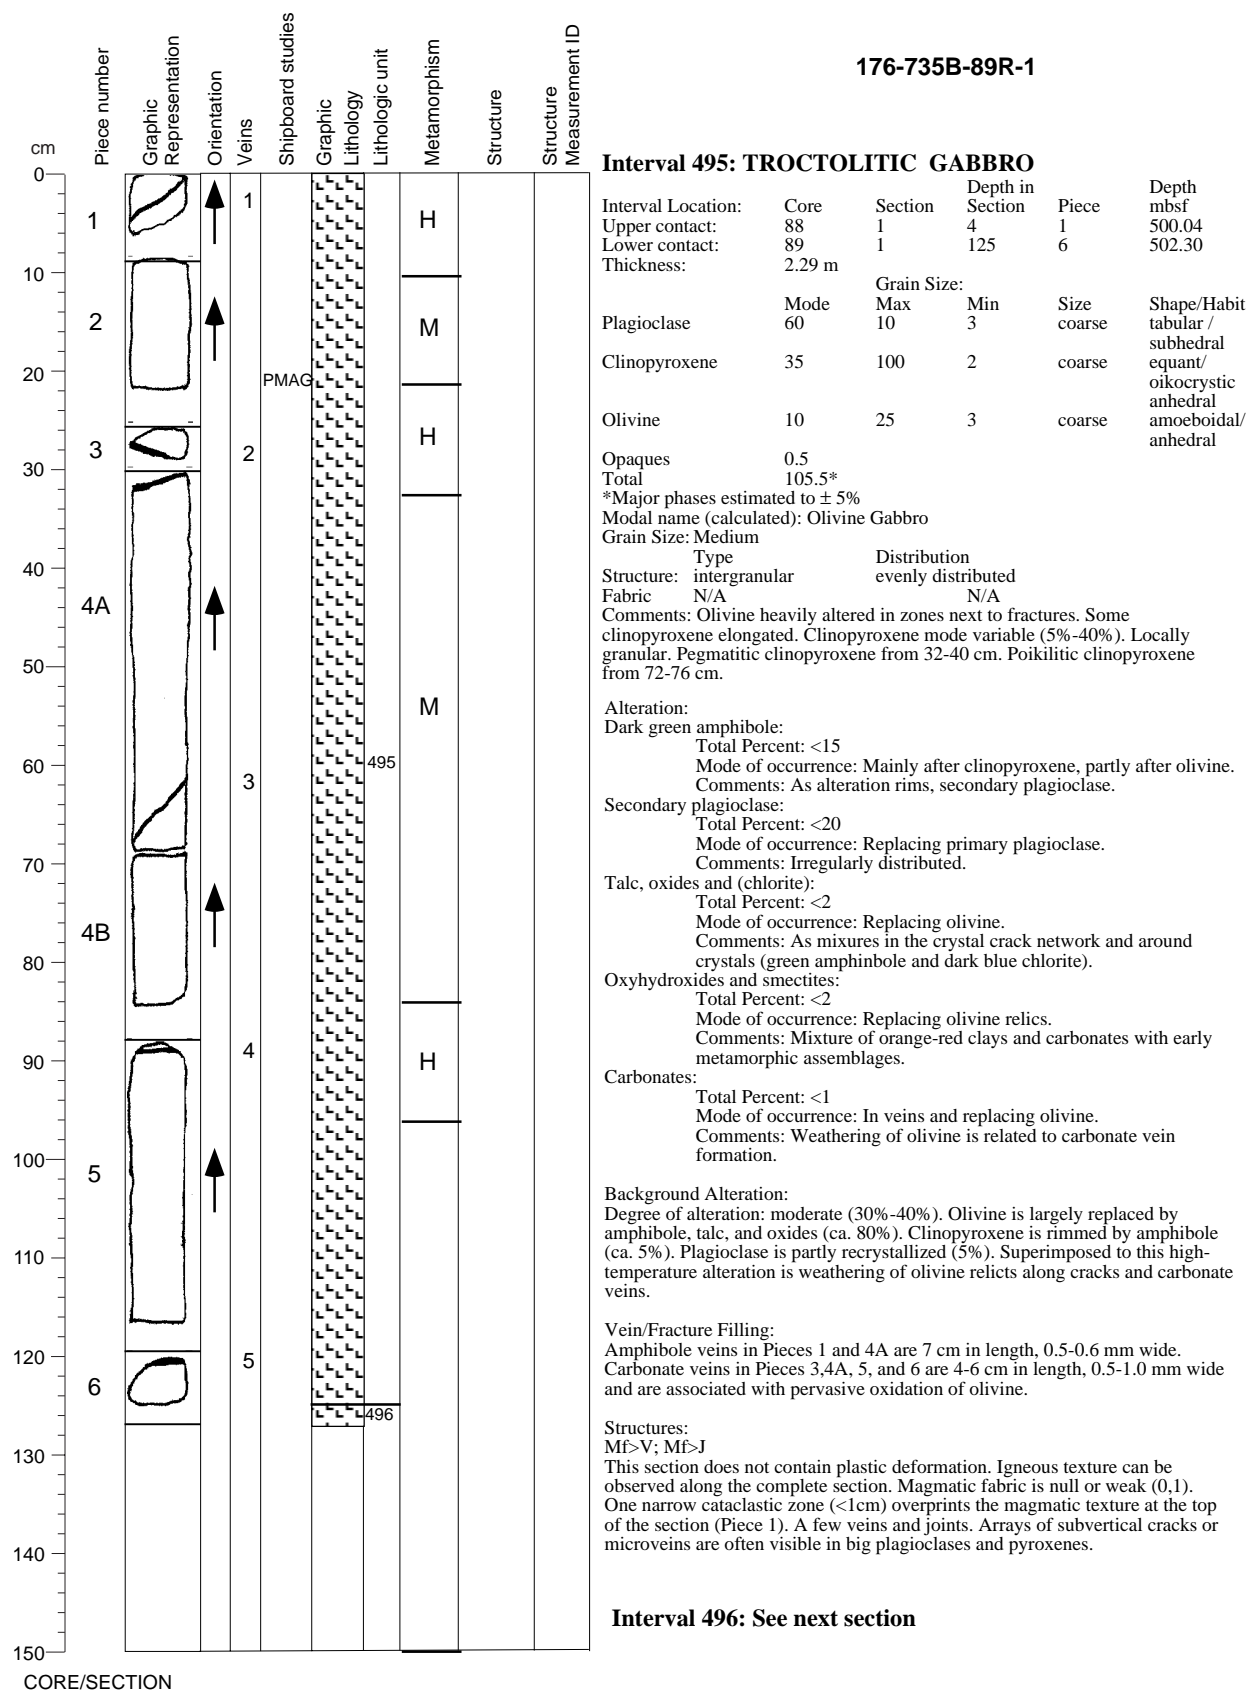 176-735B-89R-1
cm
Piece number
Graphic
Representation
Orientation
Veins
Shipboard studies
Graphic
Lithology
Lithologic unit
Metamorphism
Structure
Structure
Measurement ID
0
10
20
30
40
50
60
70
80
90
100
110
120
130
140
150
1
2
3
4A
4B
5
6
1
2
3
4
5
PMAG
495
496
H
M
H
M
H
CORE/SECTION
Interval 495: TROCTOLITIC GABBRO
Depth in Depth
Interval Location: Core Section Section Piece mbsf
Upper contact: 88 1 4 1 500.04
Lower contact: 89 1 125 6 502.30
Thickness: 2.29 m
Grain Size:
Mode Max Min Size Shape/Habit
Plagioclase 60 10 3 coarse tabular /
subhedral
Clinopyroxene 35 100 2 coarse equant/
oikocrystic
anhedral
Olivine 10 25 3 coarse amoeboidal/
anhedral
Opaques 0.5
Total 105.5*
*Major phases estimated to ± 5%
Modal name (calculated): Olivine Gabbro
Grain Size: Medium
Type Distribution
Structure: intergranular evenly distributed
Fabric N/A N/A
Comments: Olivine heavily altered in zones next to fractures. Some
clinopyroxene elongated. Clinopyroxene mode variable (5%-40%). Locally
granular. Pegmatitic clinopyroxene from 32-40 cm. Poikilitic clinopyroxene
from 72-76 cm.
Alteration:
Dark green amphibole:
Total Percent: <15
Mode of occurrence: Mainly after clinopyroxene, partly after olivine.
Comments: As alteration rims, secondary plagioclase.
Secondary plagioclase:
Total Percent: <20
Mode of occurrence: Replacing primary plagioclase.
Comments: Irregularly distributed.
Talc, oxides and (chlorite):
Total Percent: <2
Mode of occurrence: Replacing olivine.
Comments: As mixures in the crystal crack network and around
crystals (green amphinbole and dark blue chlorite).
Oxyhydroxides and smectites:
Total Percent: <2
Mode of occurrence: Replacing olivine relics.
Comments: Mixture of orange-red clays and carbonates with early
metamorphic assemblages.
Carbonates:
Total Percent: <1
Mode of occurrence: In veins and replacing olivine.
Comments: Weathering of olivine is related to carbonate vein
formation.
Background Alteration:
Degree of alteration: moderate (30%-40%). Olivine is largely replaced by
amphibole, talc, and oxides (ca. 80%). Clinopyroxene is rimmed by amphibole
(ca. 5%). Plagioclase is partly recrystallized (5%). Superimposed to this high-
temperature alteration is weathering of olivine relicts along cracks and carbonate
veins.
Vein/Fracture Filling:
Amphibole veins in Pieces 1 and 4A are 7 cm in length, 0.5-0.6 mm wide.
Carbonate veins in Pieces 3,4A, 5, and 6 are 4-6 cm in length, 0.5-1.0 mm wide
and are associated with pervasive oxidation of olivine.
Structures:
Mf>V; Mf>J
This section does not contain plastic deformation. Igneous texture can be
observed along the complete section. Magmatic fabric is null or weak (0,1).
One narrow cataclastic zone (<1cm) overprints the magmatic texture at the top
of the section (Piece 1). A few veins and joints. Arrays of subvertical cracks or
microveins are often visible in big plagioclases and pyroxenes.
Interval 496: See next section